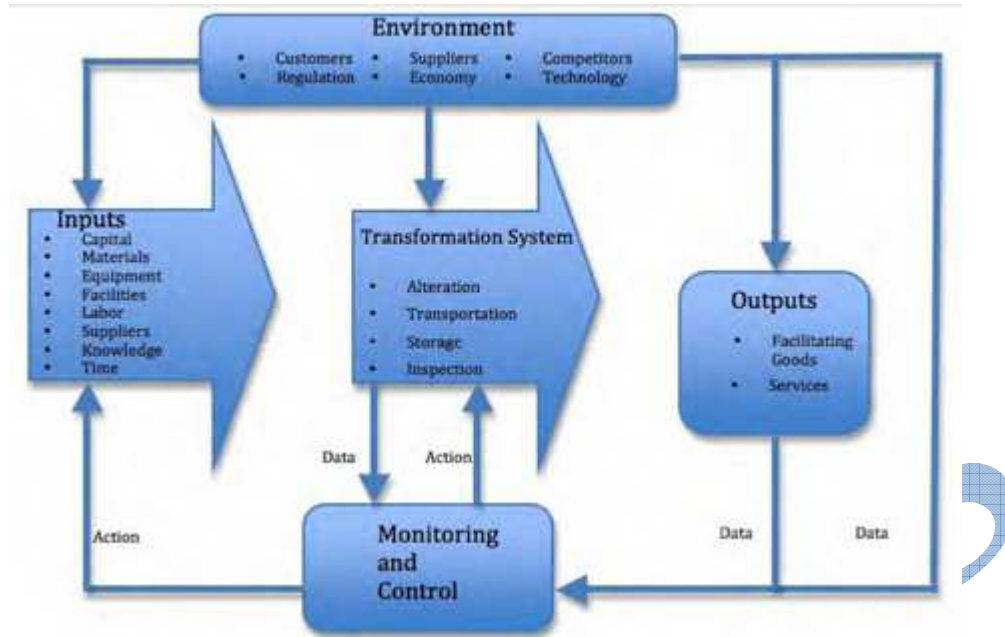 Environment
• Customers • Suppliers • Competitors
• Regulation • Economy • Technology
Inputs
• Capital
• Materials
• Equipment
• Facilities
• Labor
• Suppliers
• Knowledge
• Time
Transformation System
• Alteration
• Transportation
• Storage
• Inspection
Outputs
• Facilitating
Goods
• Services
Data
Action
Action
Data
Data
Monitoring
and
Control